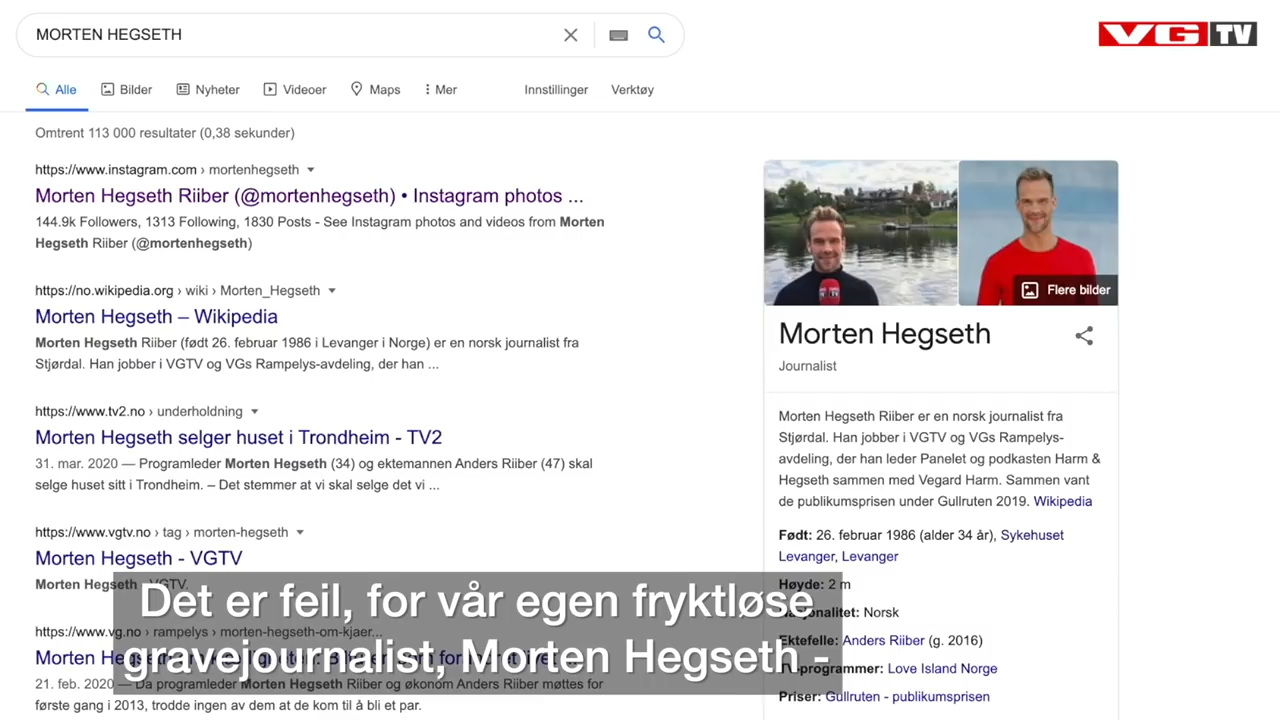 MORTEN HEGSETH
VGTV
Alle Bilder Nyheter Videoer Maps Mer Innstillinger Verktøy
Omtrent 113 000 resultater (0,38 sekunder)
https://www.instagram.com › mortenhegseth
Morten Hegseth Riiber (@mortenhegseth) • Instagram photos ...
144.9k Followers, 1313 Following, 1830 Posts - See Instagram photos and videos from Morten
Hegseth Riiber (@mortenhegseth)
https://no.wikipedia.org › wiki › Morten_Hegseth
Morten Hegseth – Wikipedia
Morten Hegseth Riiber (født 26. februar 1986 i Levanger i Norge) er en norsk journalist fra
Stjørdal. Han jobber i VGTV og VGs Rampelys-avdeling, der han ...
https://www.tv2.no › underholdning
Morten Hegseth selger huset i Trondheim - TV2
31. mar. 2020 — Programleder Morten Hegseth (34) og ektemannen Anders Riiber (47) skal
selge huset sitt i Trondheim. – Det stemmer at vi skal selge det vi ...
https://www.vgtv.no › tag › morten-hegseth
Morten Hegseth - VGTV
Morten Hegseth - VGTV.
https://www.vg.no › rampelys › morten-hegseth-om-kjaer...
Morten
21. feb. 2020 — Da programleder Morten Hegseth Riiber og økonom Anders Riiber møttes for
første gang i 2013, trodde ingen av dem at de kom til å bli et par.
TV
Flere bilder
Morten Hegseth
Journalist
Morten Hegseth Riiber er en norsk journalist fra
Stjørdal. Han jobber i VGTV og VGs Rampelys-
avdeling, der han leder Panelet og podkasten Harm &
Hegseth sammen med Vegard Harm. Sammen vant
de publikumsprisen under Gullruten 2019. Wikipedia
Født: 26. februar 1986 (alder 34 år), Sykehuset
Levanger, Levanger
Høyde: 2 m
Nasjonalitet: Norsk
Ektefelle: Anders Riiber (g. 2016)
TV-programmer: Love Island Norge
Priser: Gullruten - publikumsprisen
Det er feil, for vår egen fryktløse
gravejournalist, Morten Hegseth -